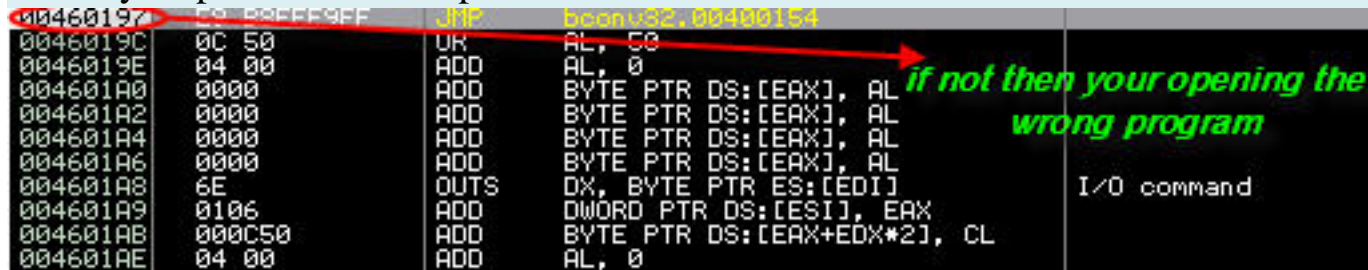 00460197 E9 B8FFF9FF JMP bconv32.00400154
0046019C 0C 50 OR AL, 50
0046019E 04 00 ADD AL, 0
004601A0 0000 ADD BYTE PTR DS:[EAX], AL
004601A2 0000 ADD BYTE PTR DS:[EAX], AL
004601A4 0000 ADD BYTE PTR DS:[EAX], AL
004601A6 0000 ADD BYTE PTR DS:[EAX], AL
004601A8 6E OUTS DX, BYTE PTR ES:[EDI] I/O command
004601A9 0106 ADD DWORD PTR DS:[ESI], EAX
004601AB 000C50 ADD BYTE PTR DS:[EAX+EDX*2], CL
004601AE 04 00 ADD AL, 0
if not then your opening the
wrong program